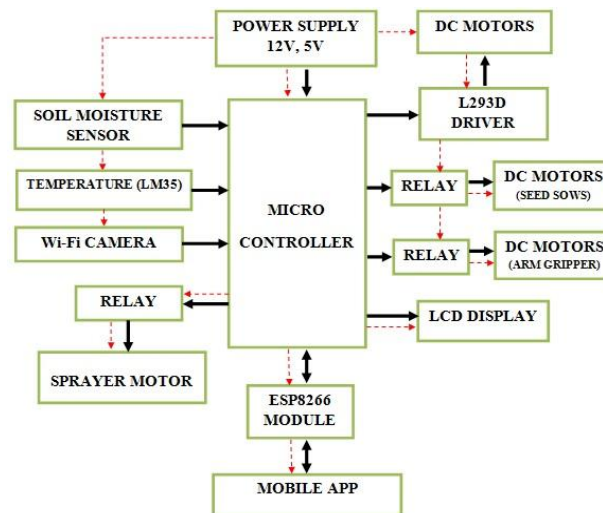 POWER SUPPLY
12V, 5V
DC MOTORS
SOIL MOISTURE
SENSOR
L293D
DRIVER
TEMPERATURE (LM35)
MICRO
CONTROLLER
RELAY
DC MOTORS
(SEED SOWS)
Wi-Fi CAMERA
RELAY
DC MOTORS
(ARM GRIPPER)
RELAY
LCD DISPLAY
SPRAYER MOTOR
ESP8266
MODULE
MOBILE APP